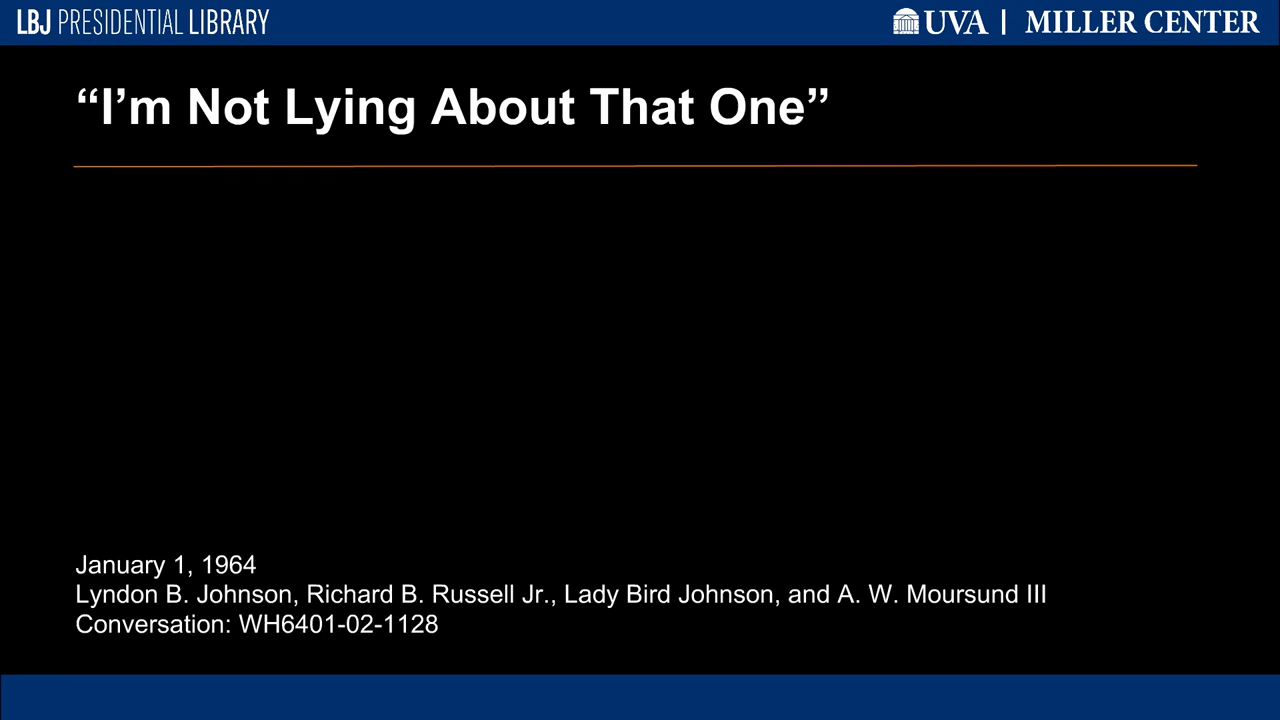 LBJ PRESIDENTIAL LIBRARY
UVA | MILLER CENTER
“I’m Not Lying About That One”
January 1, 1964
Lyndon B. Johnson, Richard B. Russell Jr., Lady Bird Johnson, and A. W. Moursund III
Conversation: WH6401-02-1128